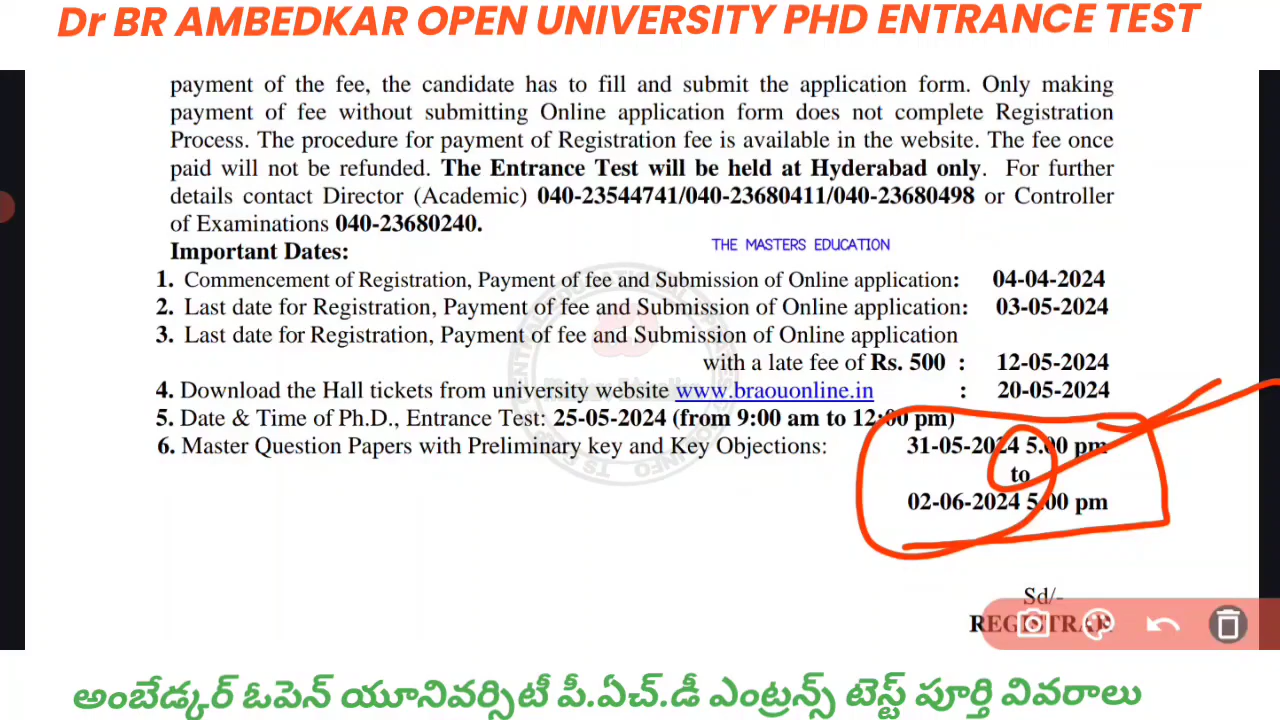 Dr BR AMBEDKAR OPEN UNIVERSITY PHD ENTRANCE TEST
payment of the fee, the candidate has to fill and submit the application form. Only making
payment of fee without submitting Online application form does not complete Registration
Process. The procedure for payment of Registration fee is available in the website. The fee once
paid will not be refunded. The Entrance Test will be held at Hyderabad only. For further
details contact Director (Academic) 040-23544741/040-23680411/040-23680498 or Controller
of Examinations 040-23680240.
Important Dates:
THE MASTERS EDUCATION
1. Commencement of Registration, Payment of fee and Submission of Online application: 04-04-2024
2. Last date for Registration, Payment of fee and Submission of Online application: 03-05-2024
3. Last date for Registration, Payment of fee and Submission of Online application
with a late fee of Rs. 500 : 12-05-2024
4. Download the Hall tickets from university website www.braouonline.in : 20-05-2024
5. Date & Time of Ph.D., Entrance Test: 25-05-2024 (from 9:00 am to 12:00 pm)
6. Master Question Papers with Preliminary key and Key Objections: 31-05-2024 5.00 pm
to
02-06-2024 5.00 pm
Sd/-
REGISTRAR
అంబేడ్కర్ ఓపెన్ యూనివర్సిటీ పీ.ఏచ్.డీ ఎంట్రన్స్ టెస్ట్ పూర్తి వివరాలు